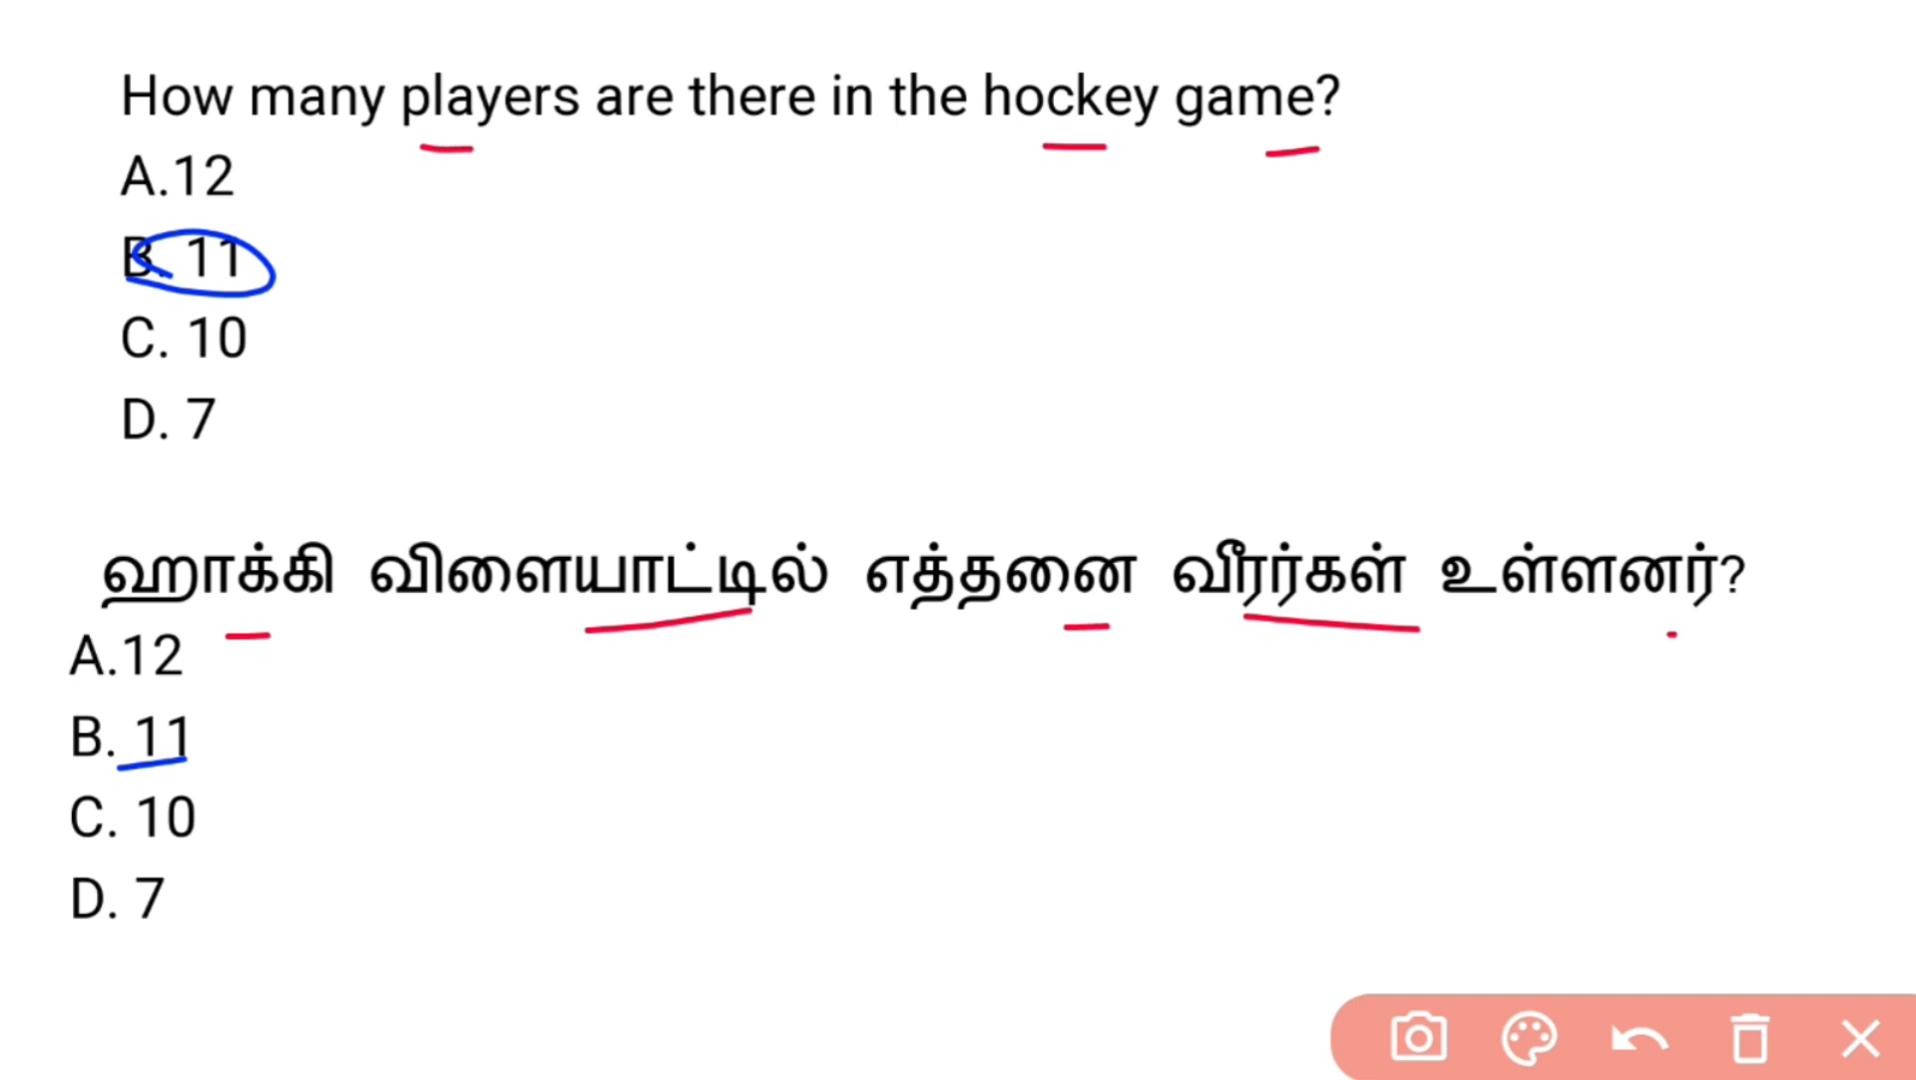 How many players are there in the hockey game?
A.12
B. 11
C. 10
D. 7
ஹாக்கி விளையாட்டில் எத்தனை வீரர்கள் உள்ளனர்?
A.12
B. 11
C. 10
D. 7